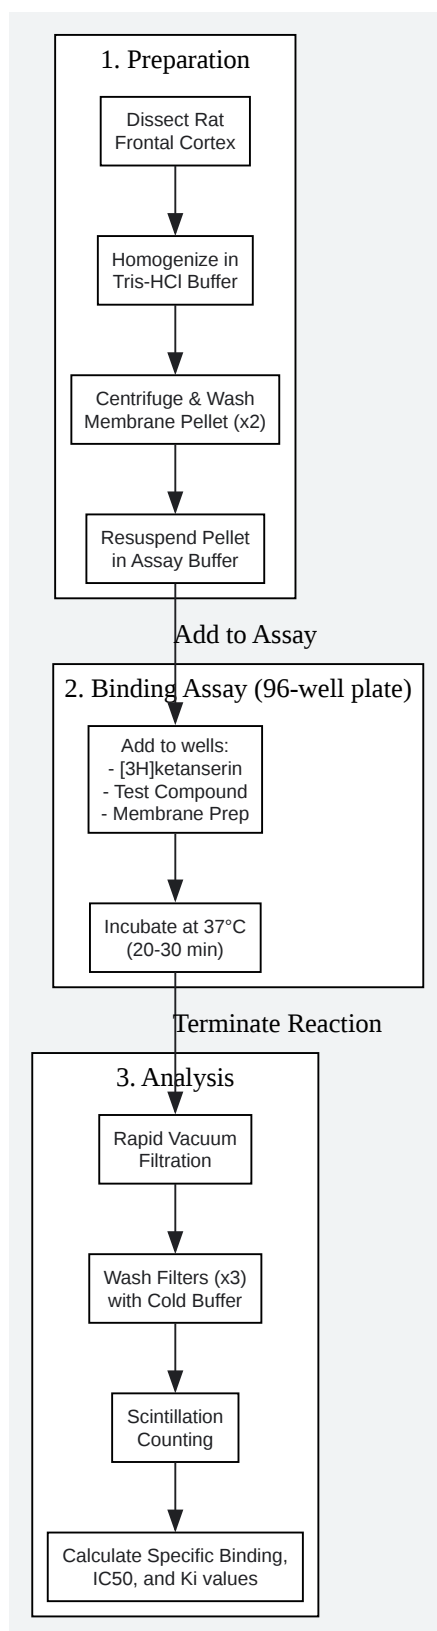 1. Preparation
Dissect Rat
Frontal Cortex
Homogenize in
Tris-HCl Buffer
Centrifuge & Wash
Membrane Pellet (x2)
Resuspend Pellet
in Assay Buffer
Add to Assay
2. Binding Assay (96-well plate)
Add to wells:
- [3H]ketanserin
- Test Compound
- Membrane Prep
Incubate at 37°C
(20-30 min)
Terminate Reaction
3. Analysis
Rapid Vacuum
Filtration
Wash Filters (x3)
with Cold Buffer
Scintillation
Counting
Calculate Specific Binding,
IC50, and Ki values